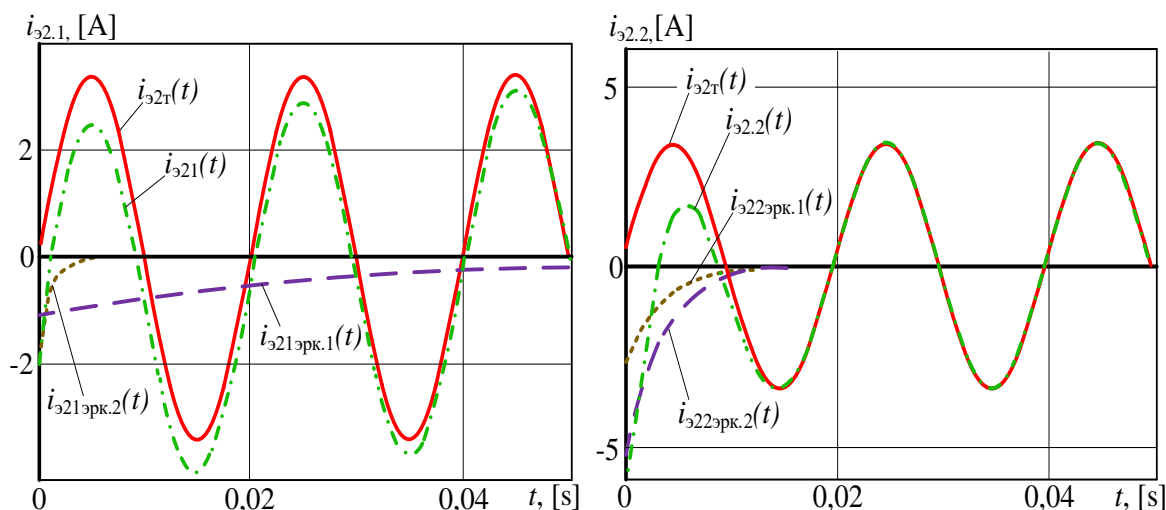 iэ2.1, [A]
iэ2т(t)
2
iэ21(t)
0
iэ21эрк.1(t)
-2
iэ21эрк.2(t)
0
0,02
0,04
t, [s]
iэ2.2,[A]
iэ2т(t)
5
iэ2.2(t)
iэ22эрк.1(t)
0
iэ22эрк.2(t)
-5
0
0,02
0,04
t, [s]